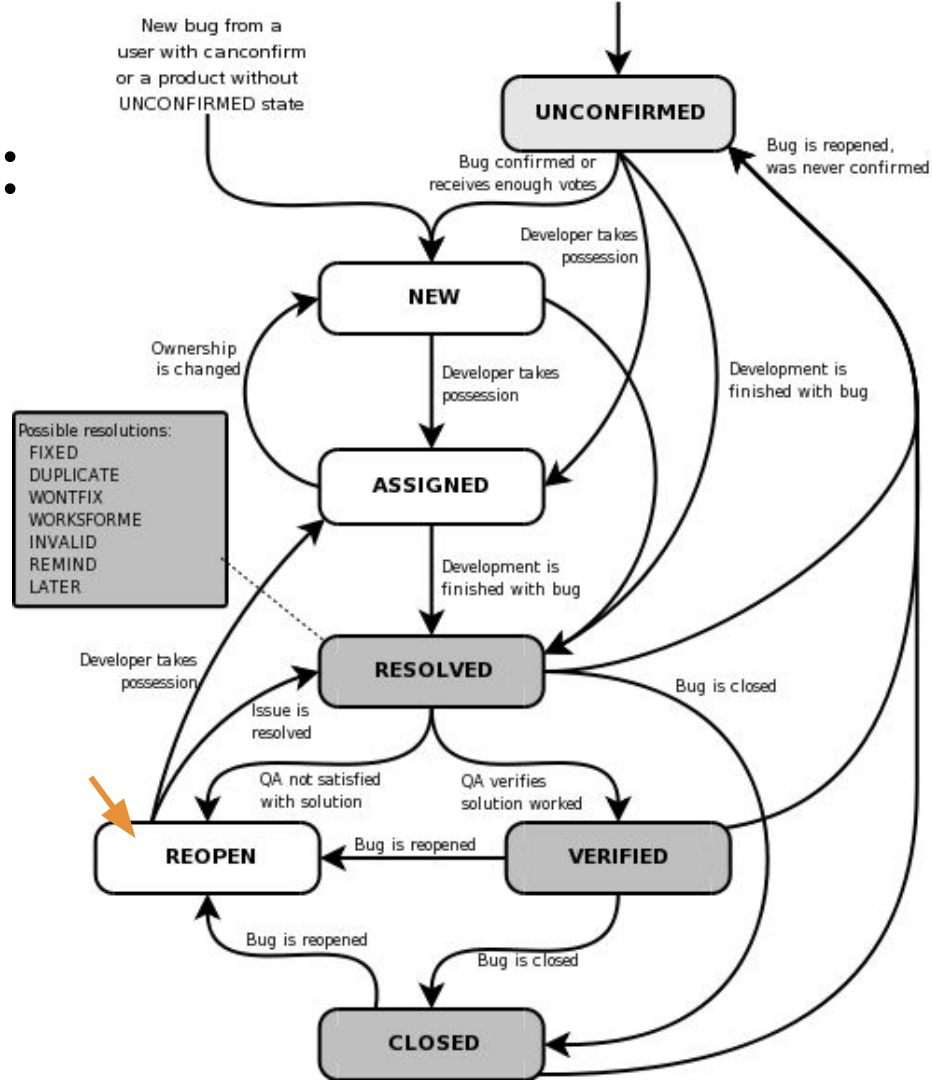 New bug from a
user with canconfirm
or a product without
UNCONFIRMED state
UNCONFIRMED
Bug is reopened,
was never confirmed
Bug confirmed or
receives enough votes
Developer takes
possession
NEW
Ownership
is changed
Developer takes
possession
Development is
finished with bug
Possible resolutions:
FIXED
DUPLICATE
WONTFIX
WORKSFORME
INVALID
REMIND
LATER
ASSIGNED
Development is
finished with bug
RESOLVED
Developer takes
possession
Issue is
resolved
Bug is closed
QA not satisfied
with solution
QA verifies
solution worked
REOPEN
Bug is reopened
VERIFIED
Bug is reopened
Bug is closed
CLOSED